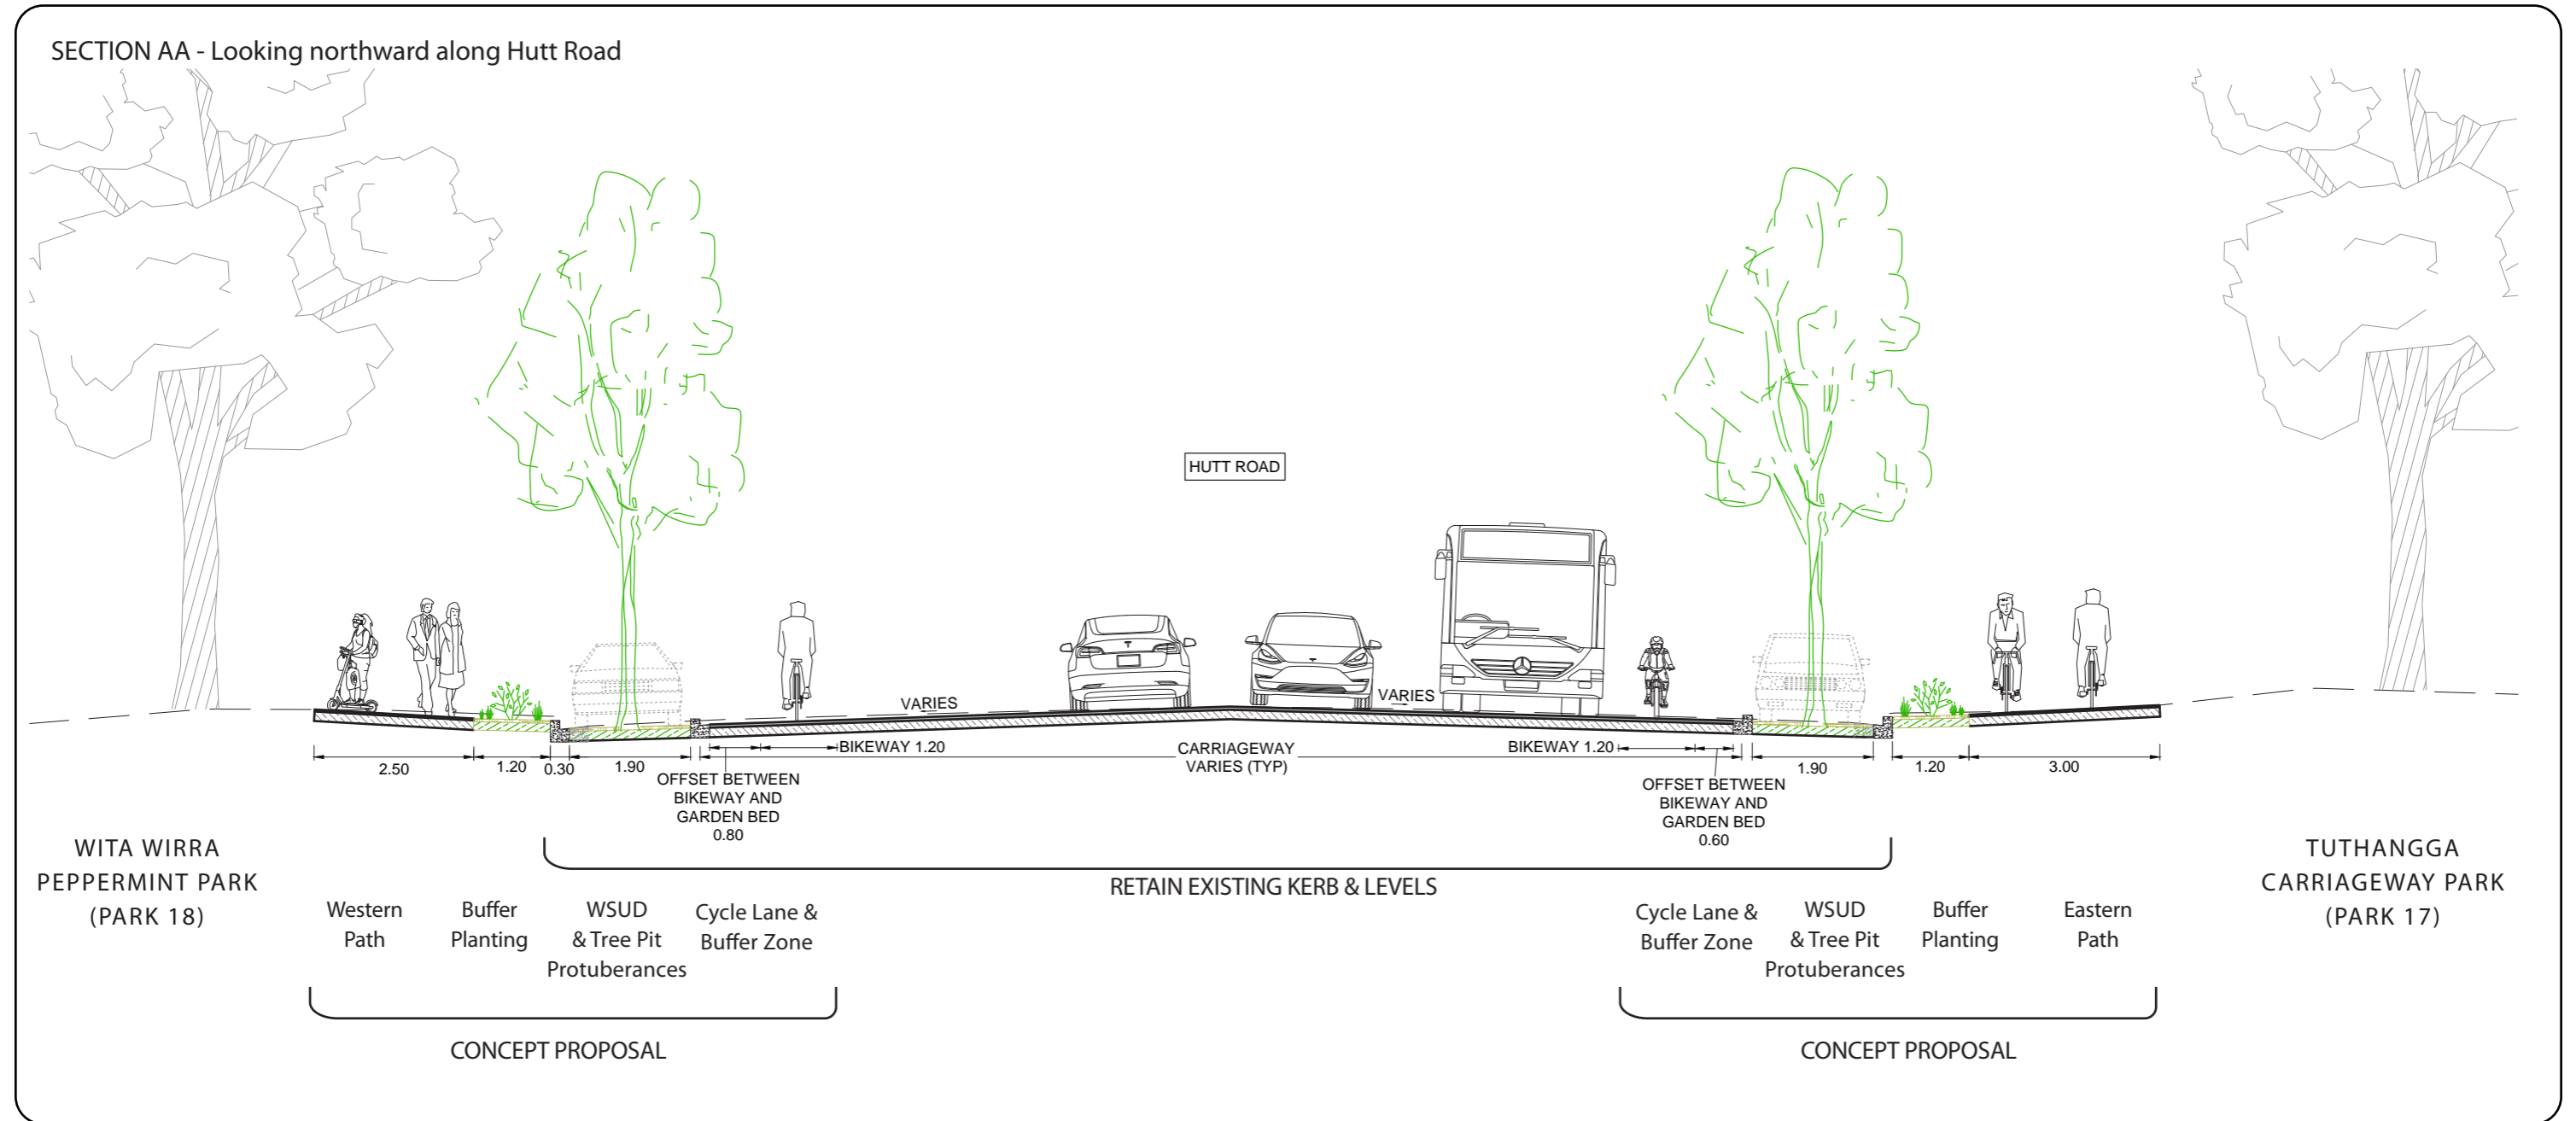 SECTION AA - Looking northward along Hutt Road
HUTT ROAD
VARIES
VARIES
2.50
1.20
0.30
1.90
BIKEWAY 1.20
OFFSET BETWEEN
BIKEWAY AND
GARDEN BED
0.80
CARRIAGEWAY
VARIES (TYP)
BIKEWAY 1.20
OFFSET BETWEEN
BIKEWAY AND
GARDEN BED
0.60
1.90
1.20
3.00
RETAIN EXISTING KERB & LEVELS
WITA WIRRA
PEPPERMINT PARK
(PARK 18)
Western
Path
Buffer
Planting
WSUD
& Tree Pit
Protuberances
Cycle Lane &
Buffer Zone
CONCEPT PROPOSAL
Cycle Lane &
Buffer Zone
WSUD
& Tree Pit
Protuberances
Buffer
Planting
Eastern
Path
CONCEPT PROPOSAL
TUTHANGGA
CARRIAGEWAY PARK
(PARK 17)